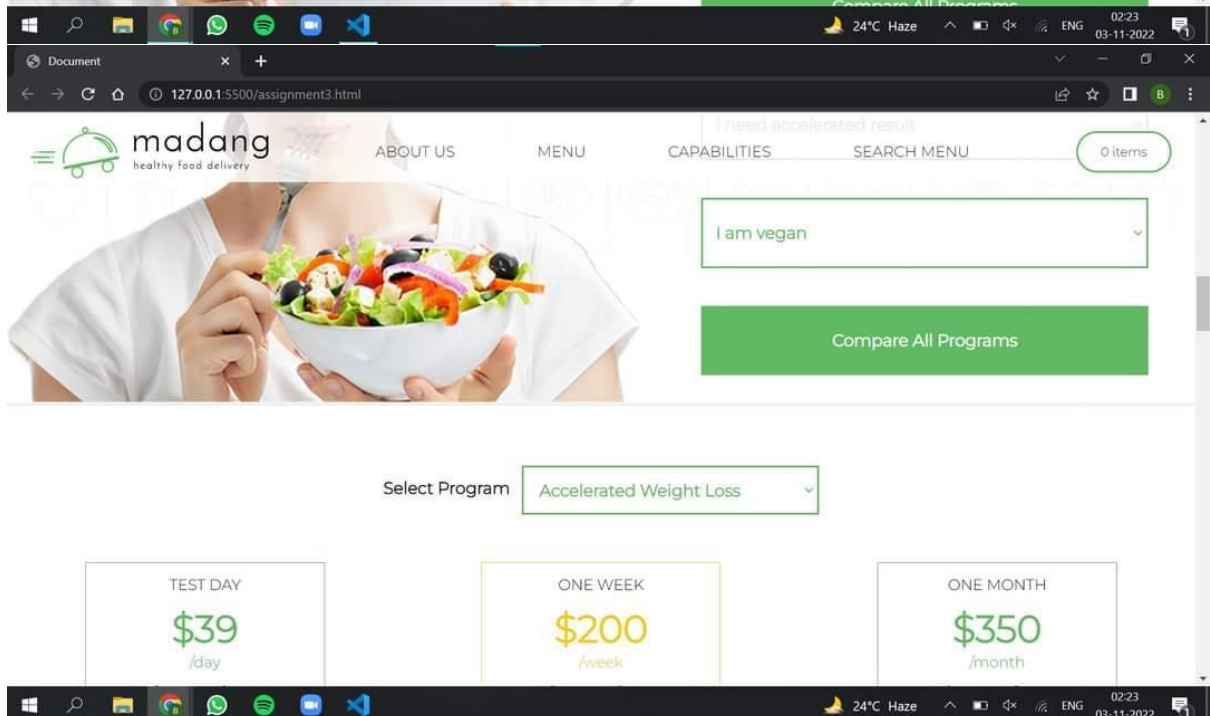 Compare All Programs
24°C Haze ENG 02:23
03-11-2022
Document
127.0.0.1:5500/assignment3.html
B
I need accelerated result
madang
healthy food delivery
ABOUT US MENU CAPABILITIES SEARCH MENU 0 items
I am vegan
Compare All Programs
Select Program Accelerated Weight Loss
TEST DAY ONE WEEK ONE MONTH
$39 $200 $350
/day /week /month
24°C Haze ENG 02:23
03-11-2022